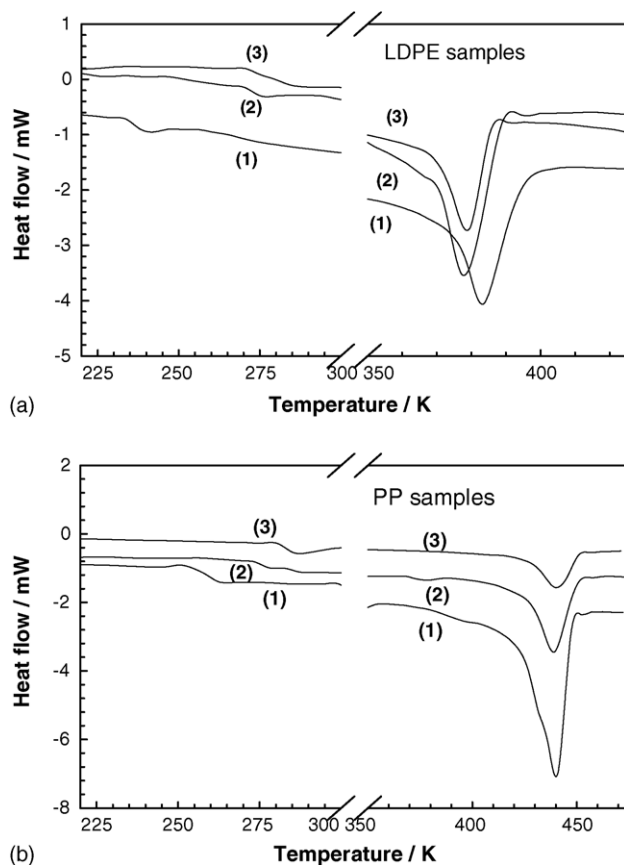 1
(3)
LDPE samples
0
(2)
(3)
-1
(1)
(2)
-2
(1)
-3
-4
-5
Heat flow / mW
225 250 275 300 350 400
(a)
Temperature / K
2
PP samples
0
(3)
(3)
(2)
(2)
-2
(1)
(1)
-4
-6
-8
Heat flow / mW
225 250 275 300 350 400 450
(b)
Temperature / K